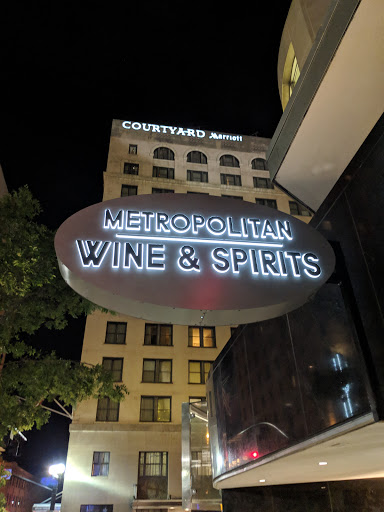 COURTYARD Marriott
METROPOLITAN
WINE & SPIRITS